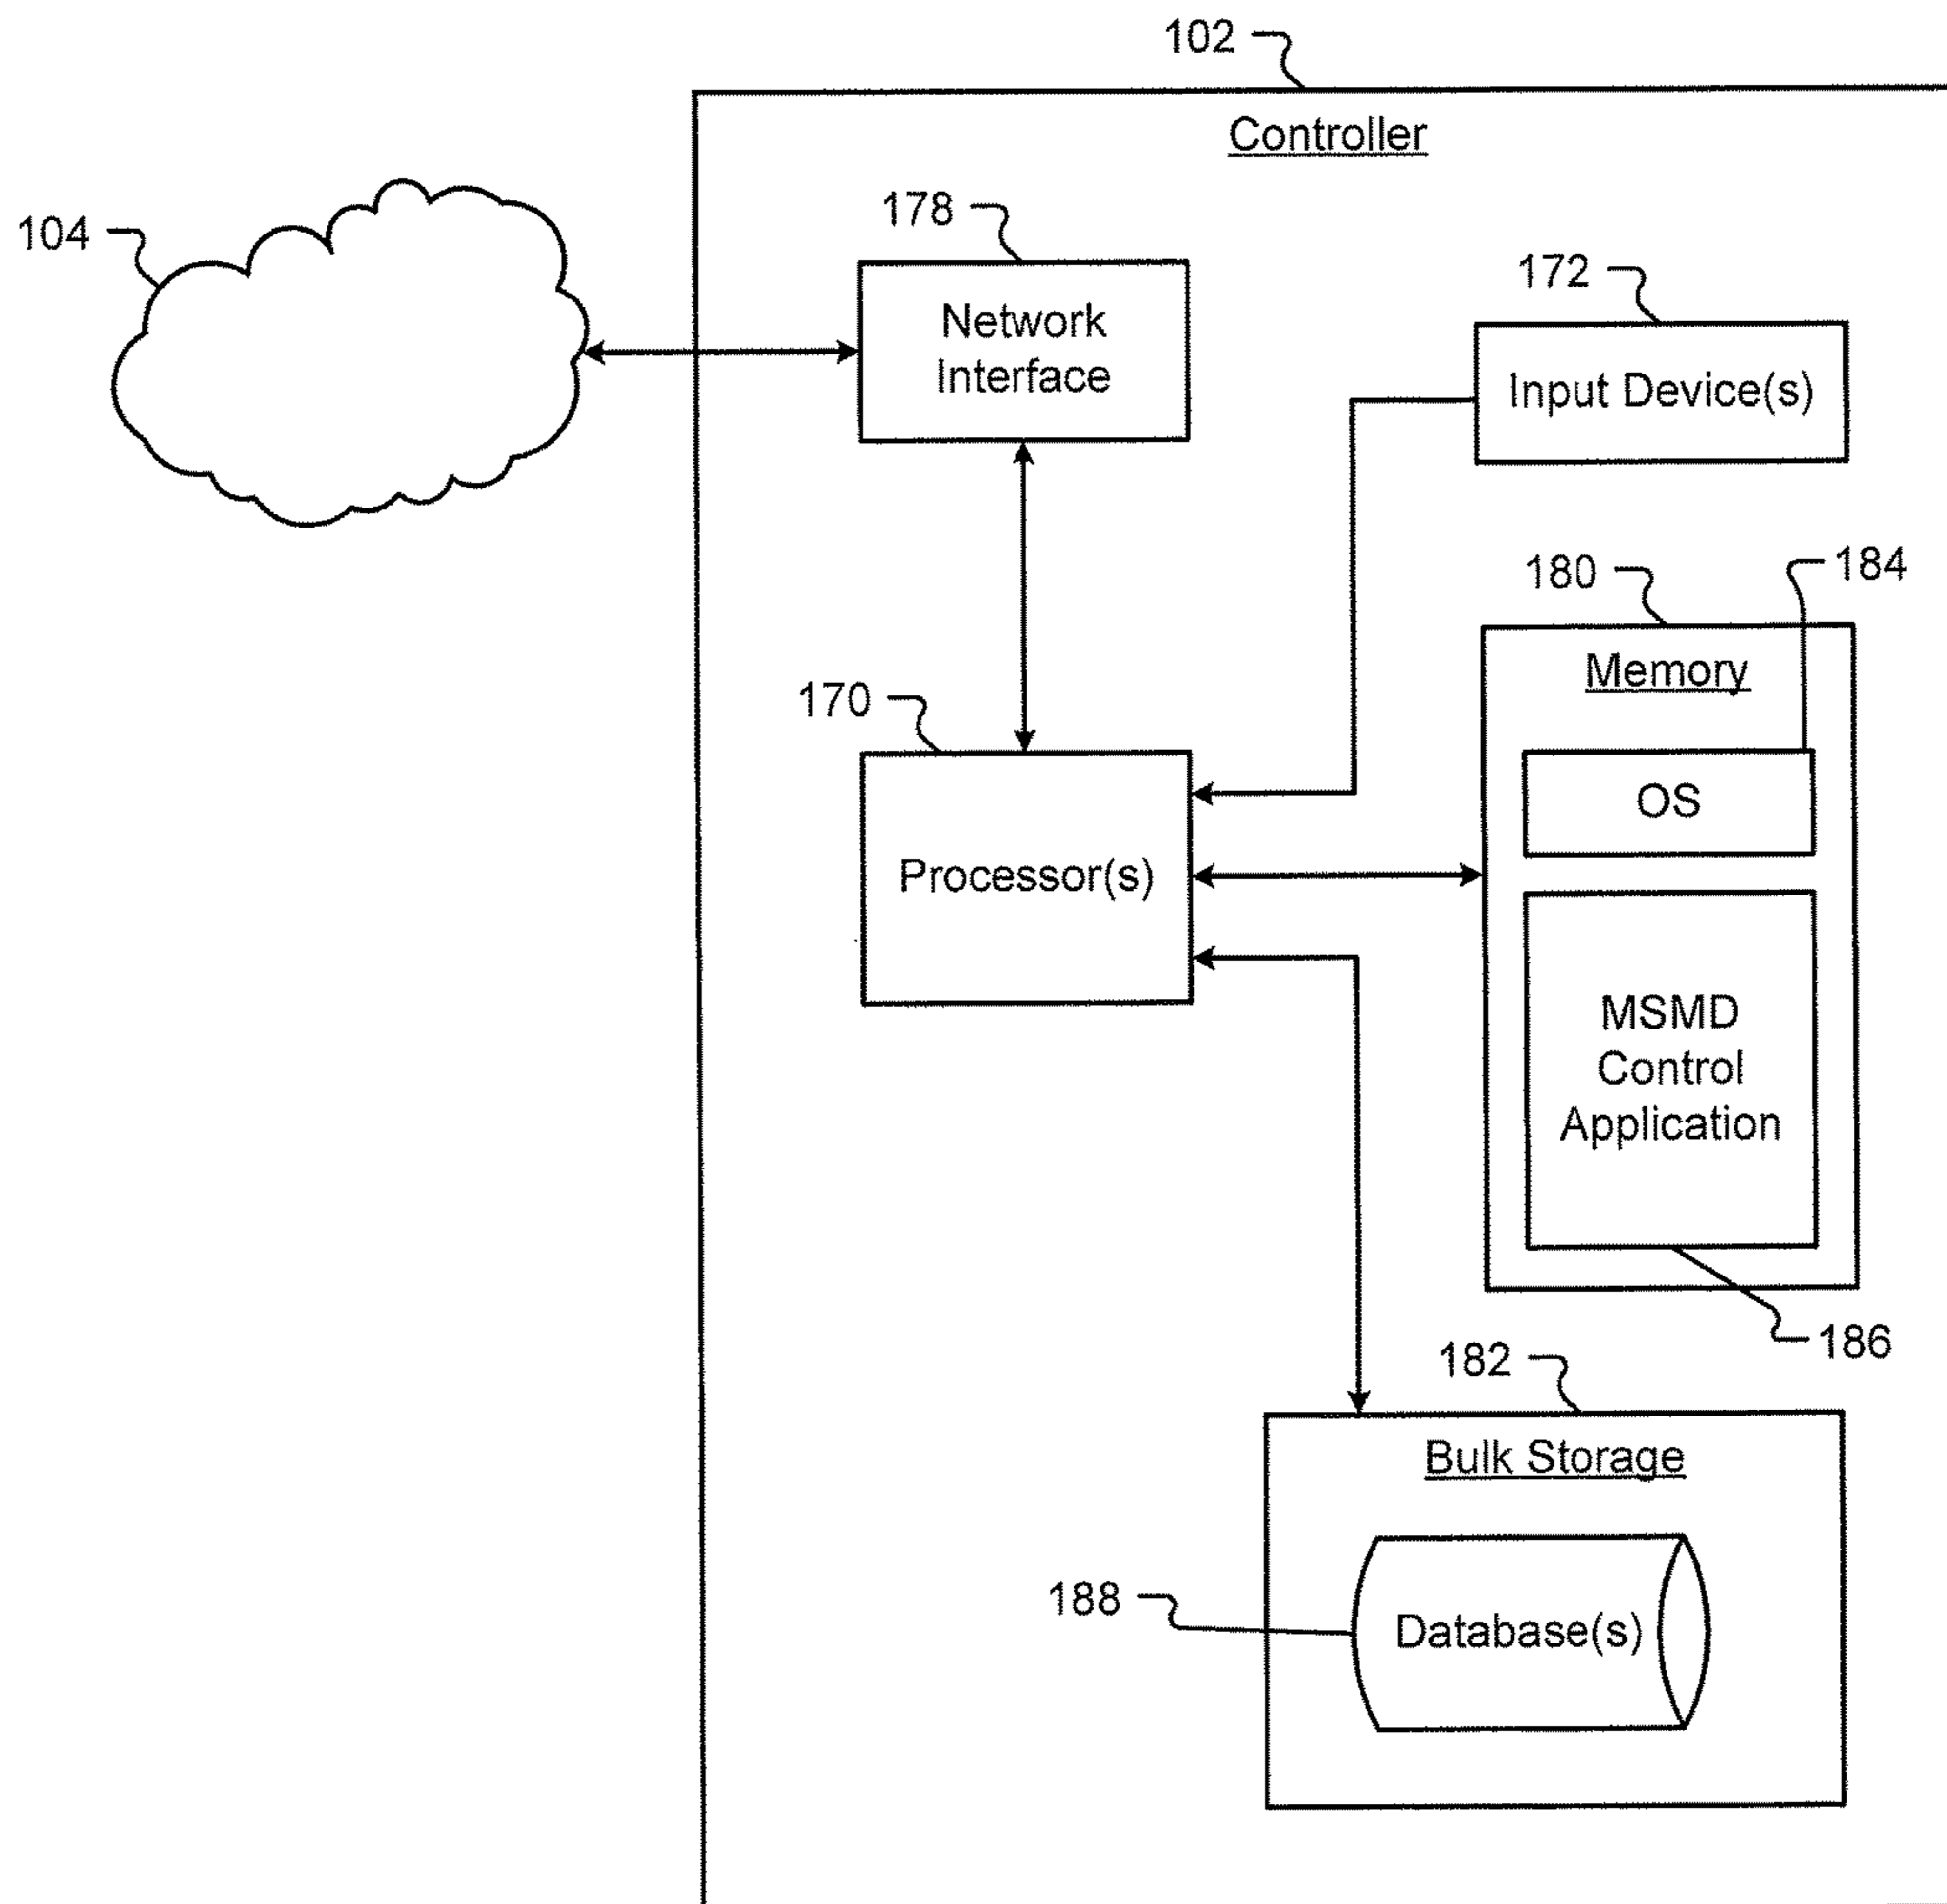 102
Controller
104
178
Network
Interface
172
Input Device(s)
180
184
Memory
170
OS
Processor(s)
MSMD
Control
Application
186
182
Bulk Storage
188
Database(s)